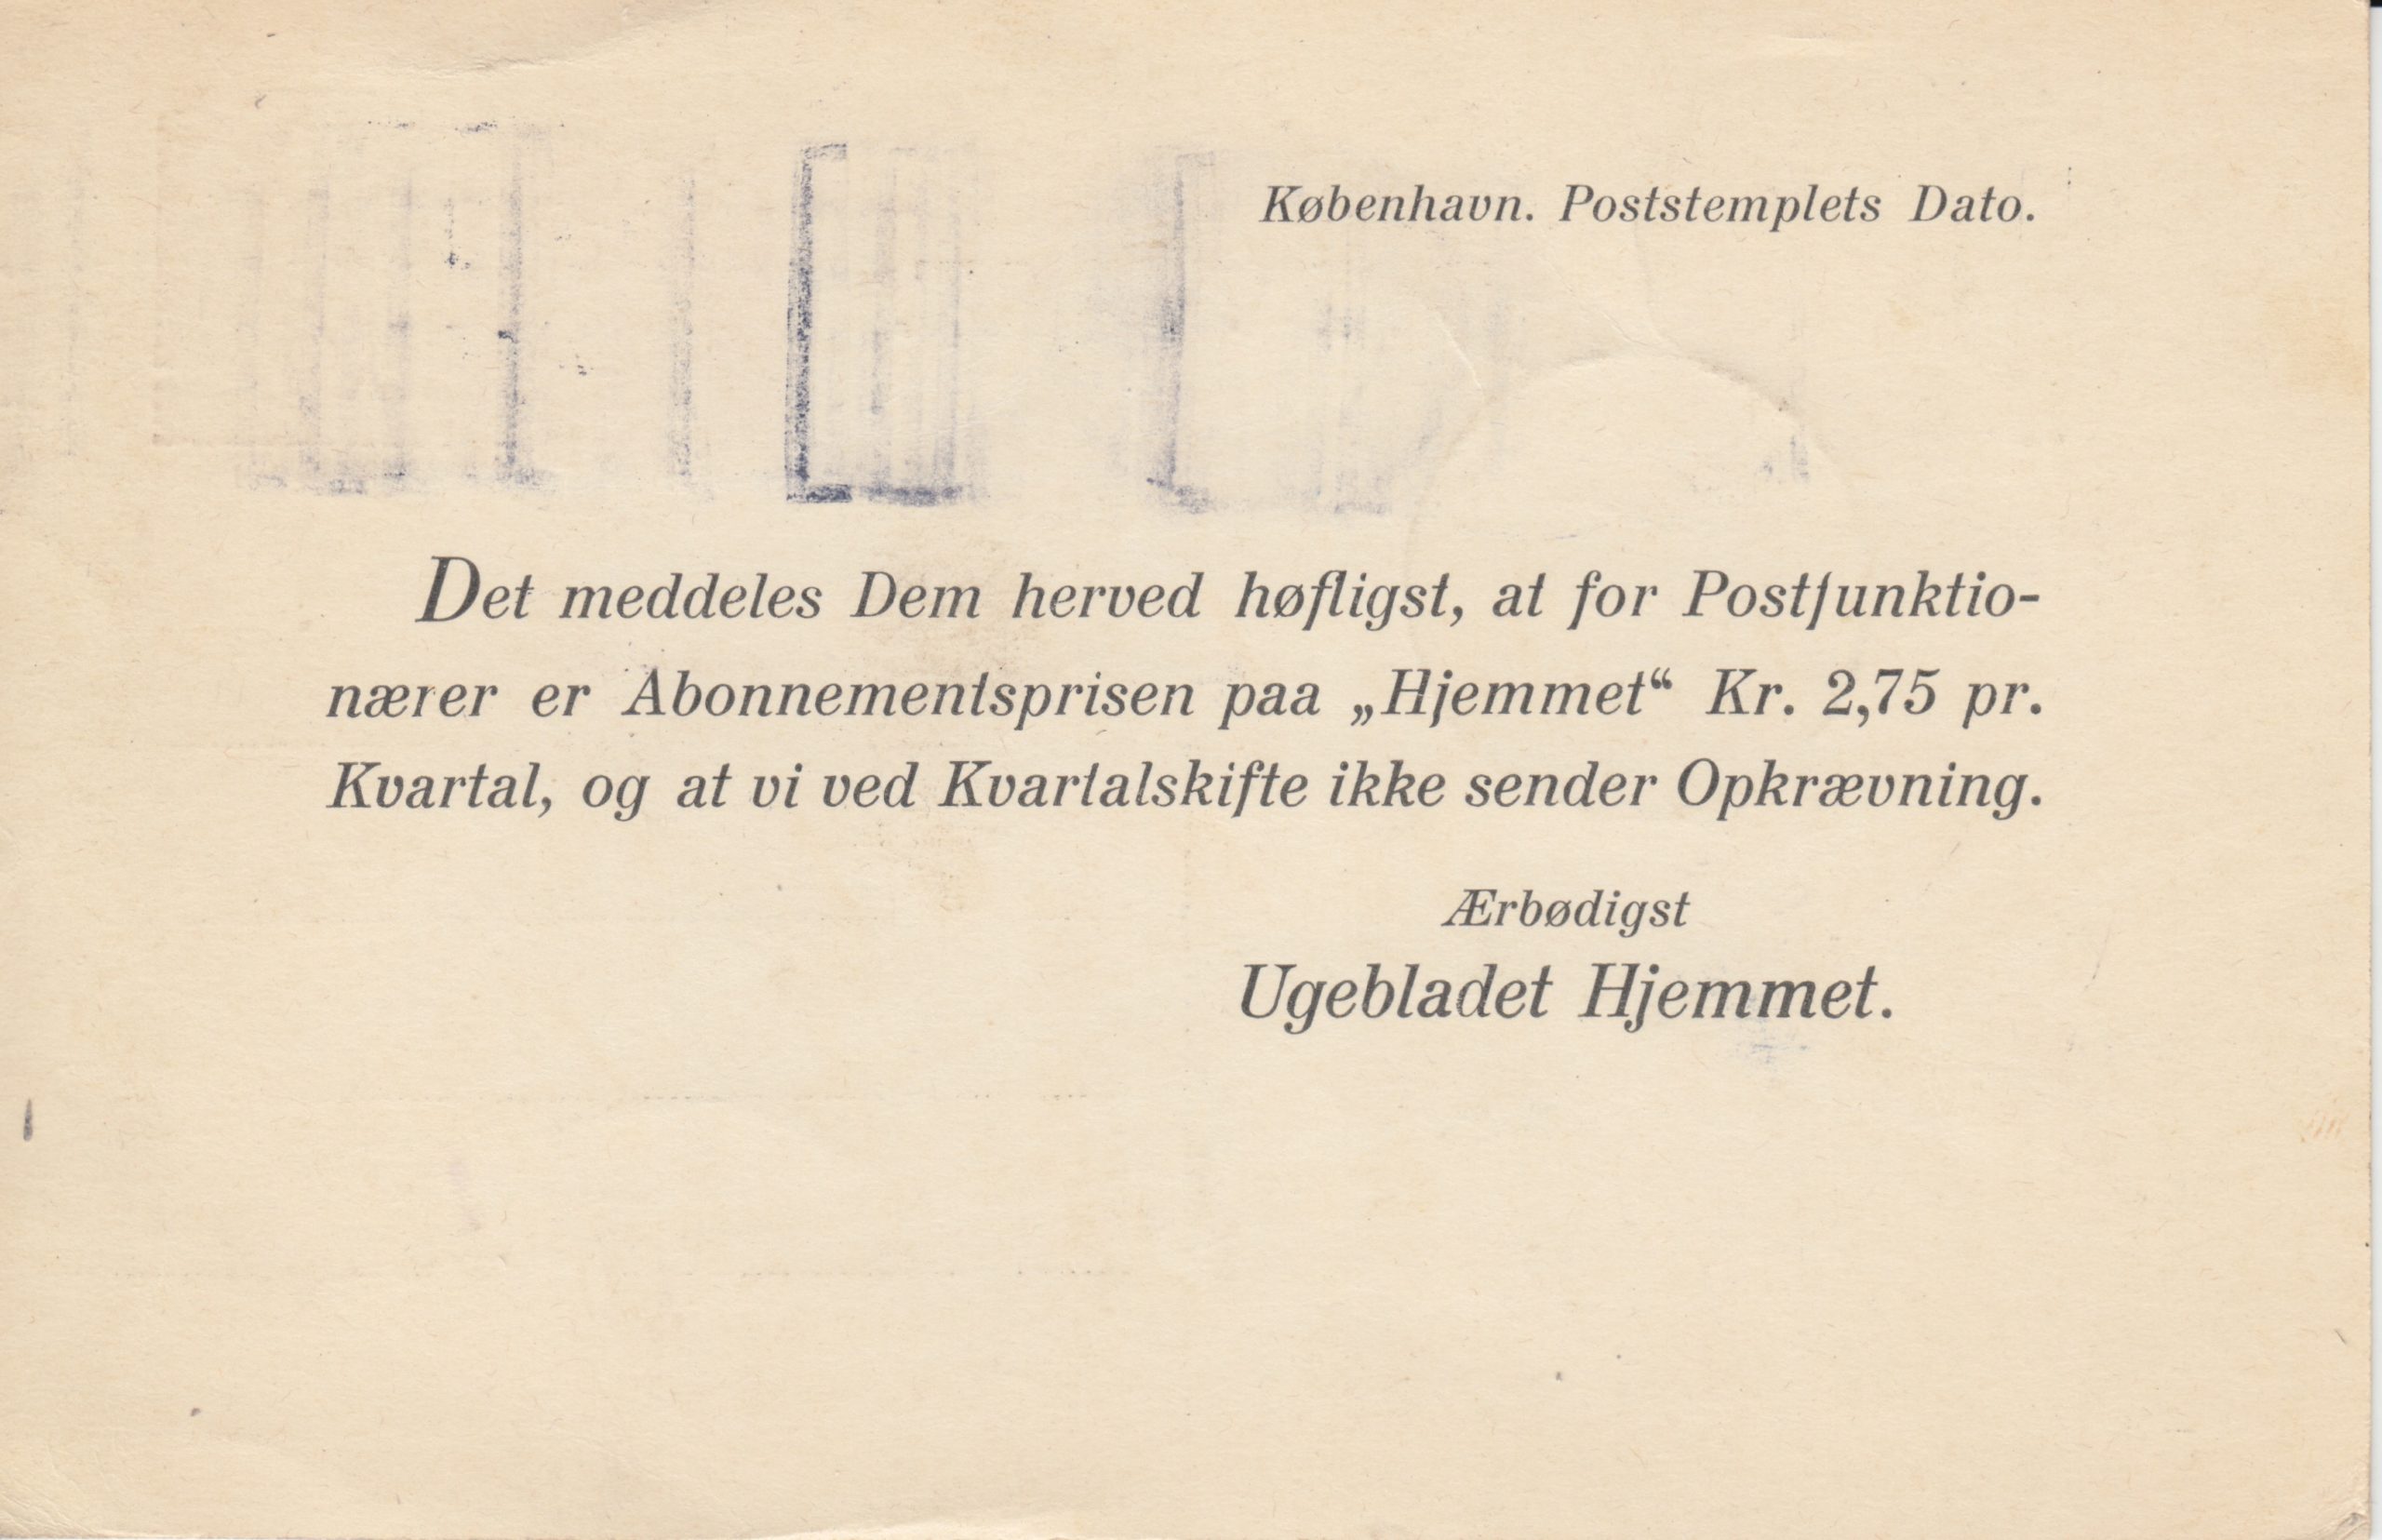 København. Poststemplets Dato.
Det meddeles Dem herved høfligst, at for Postfunktio-
nærer er Abonnementsprisen paa „Hjemmet“ Kr. 2,75 pr.
Kvartal, og at vi ved Kvartalskifte ikke sender Opkrævning.
Ærbødigst
Ugebladet Hjemmet.